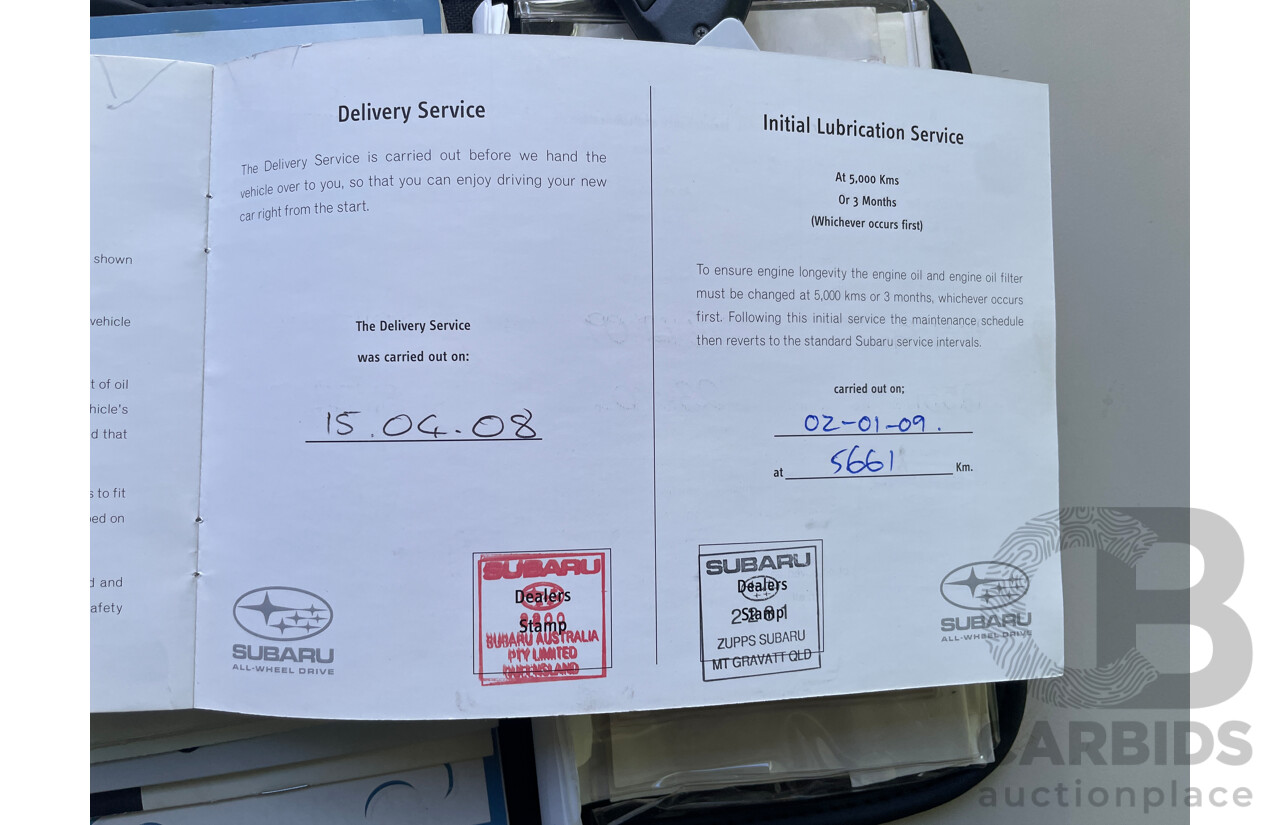 shown
vehicle
t of oil
hicle's
d that
s to fit
ed on
d and
afety
Delivery Service
The Delivery Service is carried out before we hand the
vehicle over to you, so that you can enjoy driving your new
car right from the start.
The Delivery Service
was carried out on:
15.04.08
SUBARU
ALL-WHEEL DRIVE
SUBARU
Dealers
Stamp
SUBARU AUSTRALIA
PTY LIMITED
QUEENSLAND
Initial Lubrication Service
At 5,000 Kms
Or 3 Months
(Whichever occurs first)
To ensure engine longevity the engine oil and engine oil filter
must be changed at 5,000 kms or 3 months, whichever occurs
first. Following this initial service the maintenance schedule
then reverts to the standard Subaru service intervals.
carried out on;
02-01-09.
at 5661 Km.
SUBARU
Dealers
Stamp
ZUPPS SUBARU
MT GRAVATT QLD
SUBARU
ALL-WHEEL DRIVE
CARBIDS
auctionplace